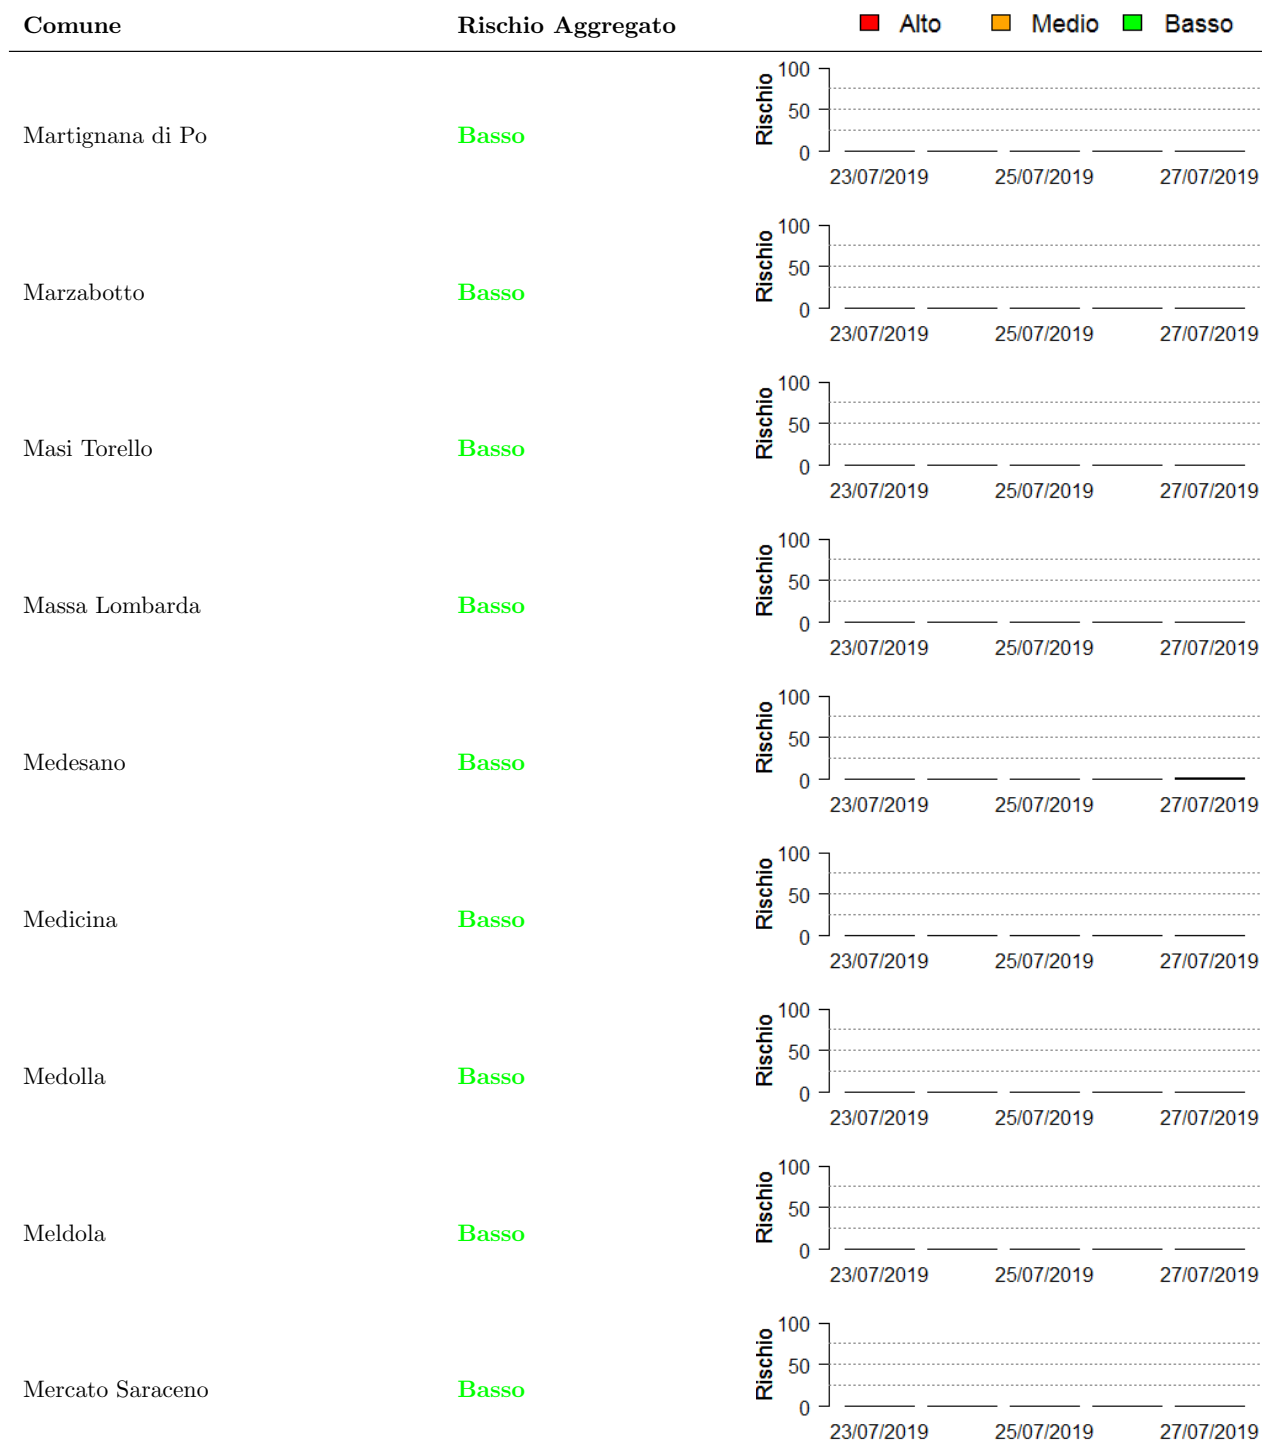 Comune Rischio Aggregato Alto Medio Basso
Martignana di Po Basso Rischio 100 50 0
23/07/2019 25/07/2019 27/07/2019
Marzabotto Basso Rischio 100 50 0
23/07/2019 25/07/2019 27/07/2019
Masi Torello Basso Rischio 100 50 0
23/07/2019 25/07/2019 27/07/2019
Massa Lombarda Basso Rischio 100 50 0
23/07/2019 25/07/2019 27/07/2019
Medesano Basso Rischio 100 50 0
23/07/2019 25/07/2019 27/07/2019
Medicina Basso Rischio 100 50 0
23/07/2019 25/07/2019 27/07/2019
Medolla Basso Rischio 100 50 0
23/07/2019 25/07/2019 27/07/2019
Meldola Basso Rischio 100 50 0
23/07/2019 25/07/2019 27/07/2019
Mercato Saraceno Basso Rischio 100 50 0
23/07/2019 25/07/2019 27/07/2019